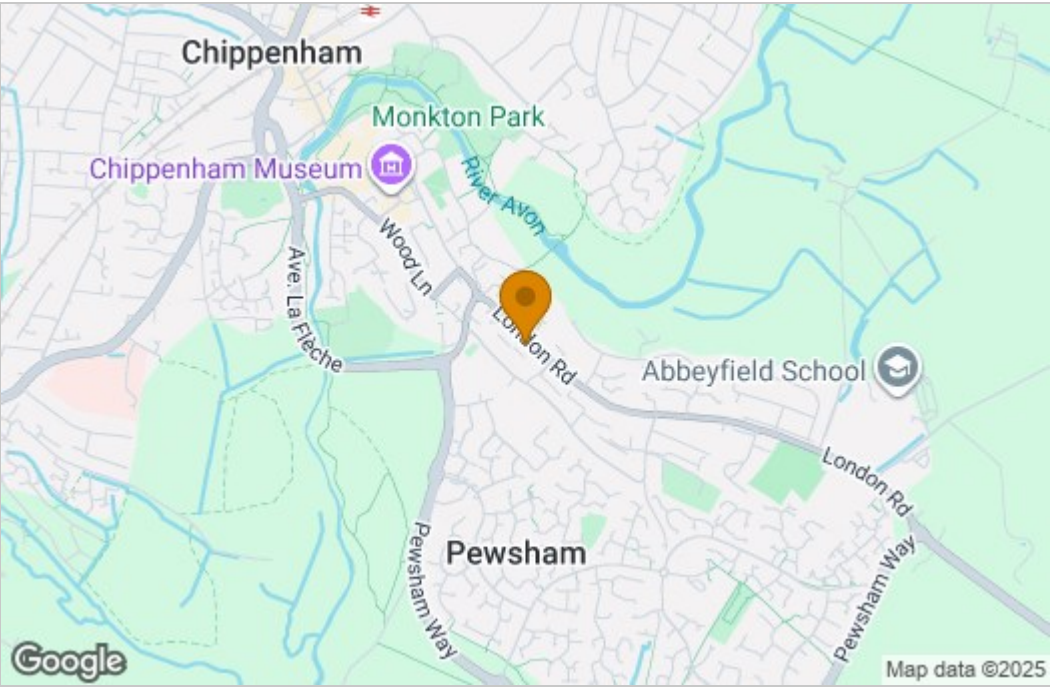 Chippenham
Monkton Park
Chippenham Museum
River Avon
Wood Ln
Ave. La Flèche
London Rd
Abbeyfield School
London Rd
Pewsham
Pewsham Way
Pewsham Way
Google
Map data ©2025